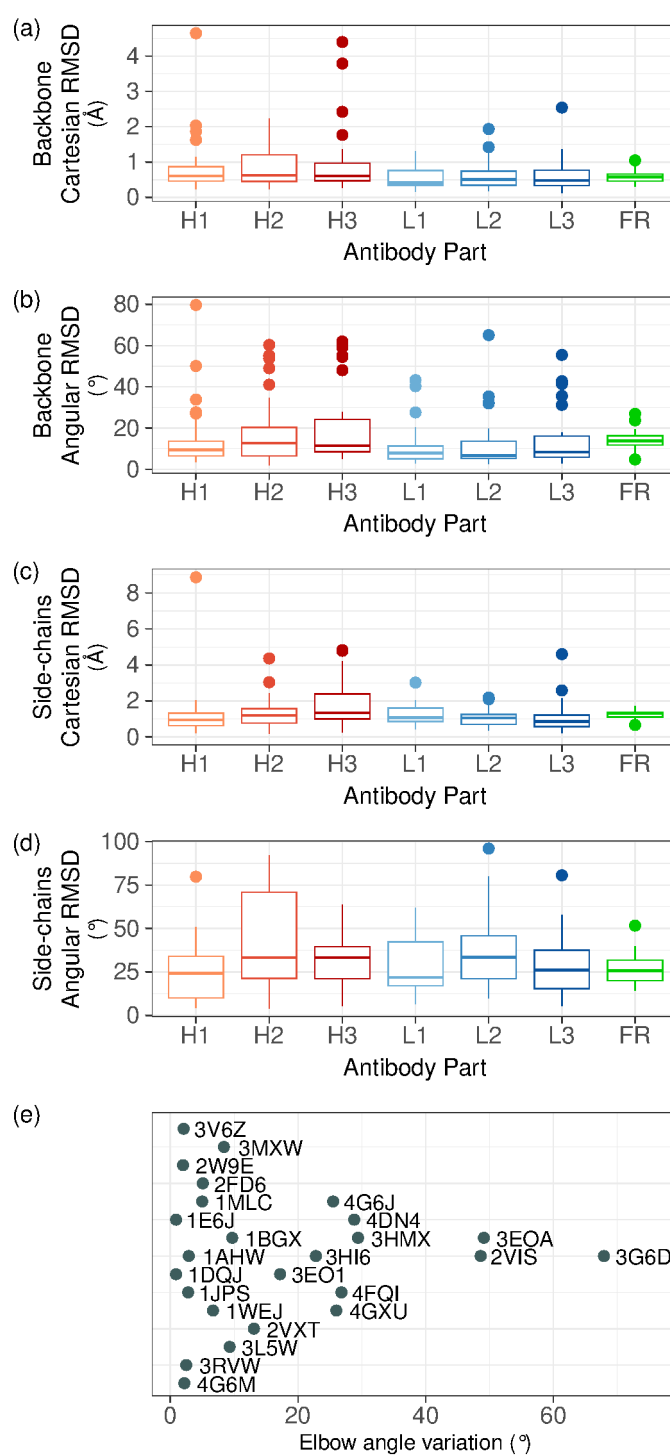 (a)
Backbone
Cartesian RMSD
(Å)
4
3
2
1
0
H1 H2 H3 L1 L2 L3 FR
Antibody Part
(b)
Backbone
Angular RMSD
(°)
80
60
40
20
0
H1 H2 H3 L1 L2 L3 FR
Antibody Part
(c)
Side-chains
Cartesian RMSD
(Å)
8
6
4
2
0
H1 H2 H3 L1 L2 L3 FR
Antibody Part
(d)
Side-chains
Angular RMSD
(°)
100
75
50
25
0
H1 H2 H3 L1 L2 L3 FR
Antibody Part
(e)
3V6Z
3MXW
2W9E
2FD6
1MLC 4G6J
1E6J 4DN4
1BGX 3HMX 3EOA
1AHW 3HI6 2VIS 3G6D
1DQJ 3EO1
1JPS 4FQI
1WEJ 4GXU
2VXT
3L5W
3RVW
4G6M
0 20 40 60
Elbow angle variation (°)